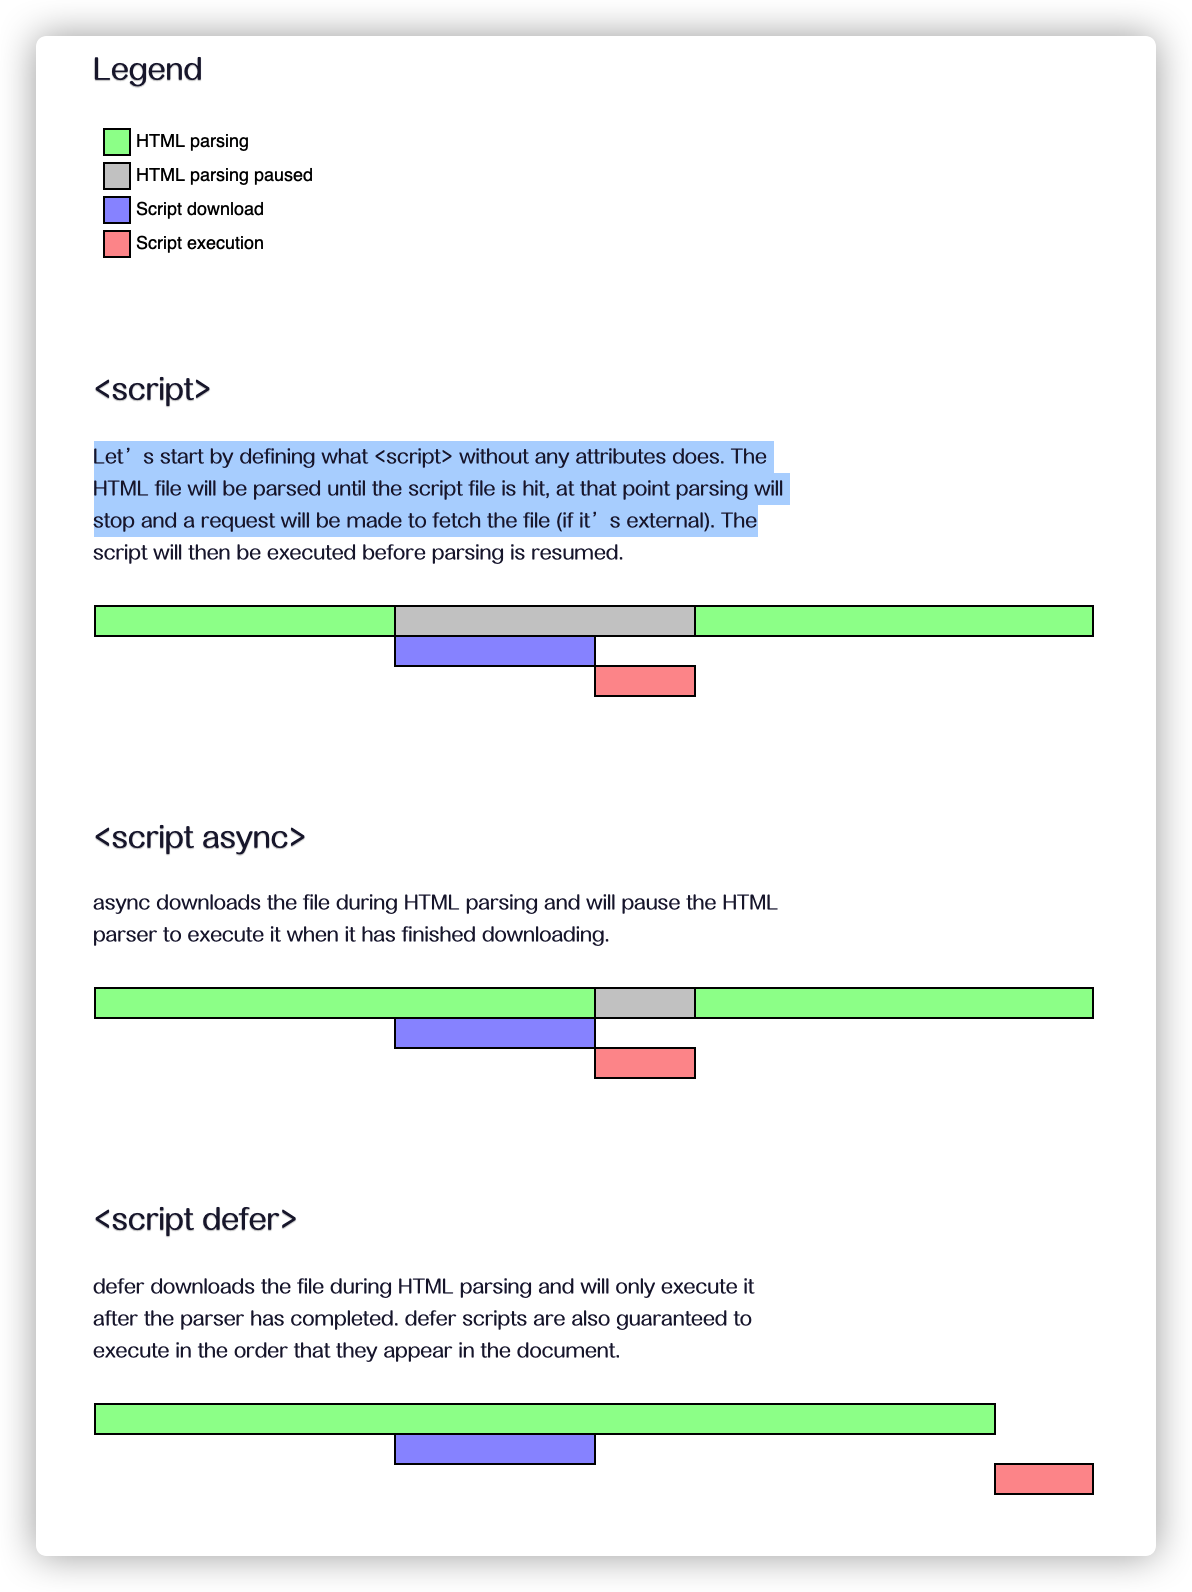 Legend
HTML parsing
HTML parsing paused
Script download
Script execution
<script>
Let’s start by defining what <script> without any attributes does. The
HTML file will be parsed until the script file is hit, at that point parsing will
stop and a request will be made to fetch the file (if it’s external). The
script will then be executed before parsing is resumed.
<script async>
async downloads the file during HTML parsing and will pause the HTML
parser to execute it when it has finished downloading.
<script defer>
defer downloads the file during HTML parsing and will only execute it
after the parser has completed. defer scripts are also guaranteed to
execute in the order that they appear in the document.